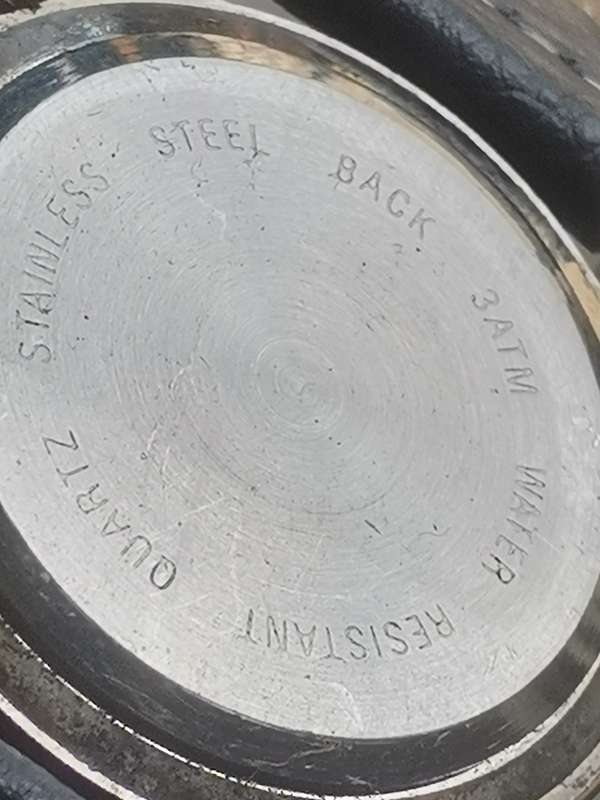 STAINLESS STEEL BACK 3ATM WATER RESISTANT QUARTZ